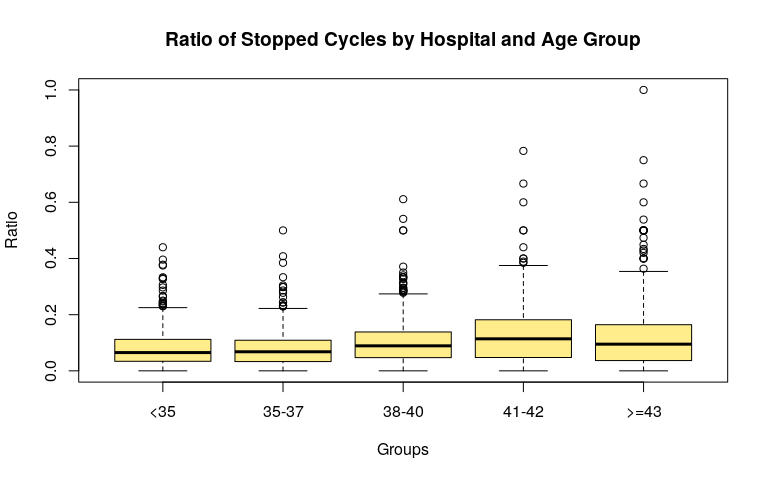 Ratio of Stopped Cycles by Hospital and Age Group
Ratio
1.0
0.8
0.6
0.4
0.2
0.0
<35 35-37 38-40 41-42 >=43
Groups